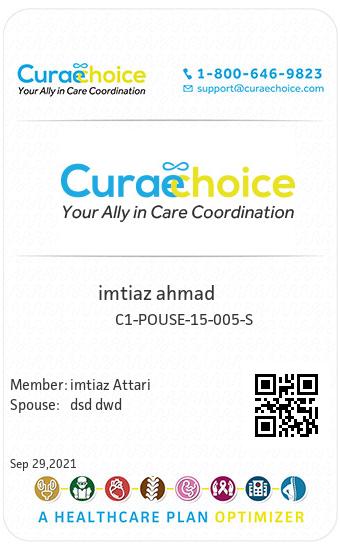 Curaechoice
Your Ally in Care Coordination
1-800-646-9823
support@curaechoice.com
Curaechoice
Your Ally in Care Coordination
imtiaz ahmad
C1-POUSE-15-005-S
Member: imtiaz Attari
Spouse: dsd dwd
Sep 29,2021
A HEALTHCARE PLAN OPTIMIZER